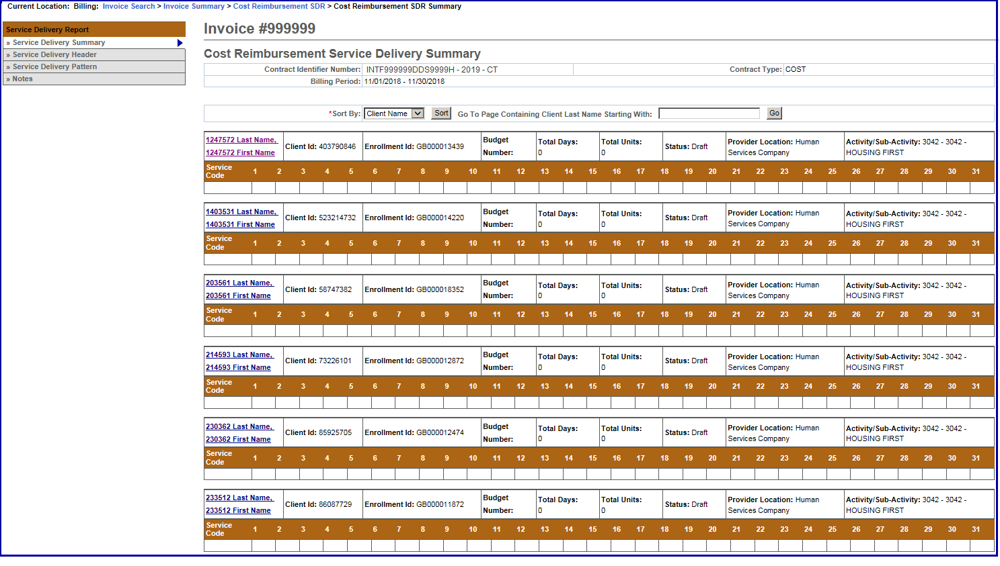 Current Location: Billing: Invoice Search > Invoice Summary > Cost Reimbursement SDR > Cost Reimbursement SDR Summary
Service Delivery Report
» Service Delivery Summary
» Service Delivery Header
» Service Delivery Pattern
» Notes
Invoice #999999
Cost Reimbursement Service Delivery Summary
Contract Identifier Number: INTF999999DDS9999H - 2019 - CT Contract Type: COST
Billing Period: 11/01/2018 - 11/30/2018
*Sort By: Client Name Sort Go To Page Containing Client Last Name Starting With: Go
1247572 Last Name, 1247572 First Name Client Id: 403790846 Enrollment Id: GB000013439 Budget Number: Total Days: 0 Total Units: 0 Status: Draft Provider Location: Human Services Company Activity/Sub-Activity: 3042 - 3042 - HOUSING FIRST
Service Code 1 2 3 4 5 6 7 8 9 10 11 12 13 14 15 16 17 18 19 20 21 22 23 24 25 26 27 28 29 30 31
1403531 Last Name, 1403531 First Name Client Id: 523214732 Enrollment Id: GB000014220 Budget Number: Total Days: 0 Total Units: 0 Status: Draft Provider Location: Human Services Company Activity/Sub-Activity: 3042 - 3042 - HOUSING FIRST
Service Code 1 2 3 4 5 6 7 8 9 10 11 12 13 14 15 16 17 18 19 20 21 22 23 24 25 26 27 28 29 30 31
203561 Last Name, 203561 First Name Client Id: 58747382 Enrollment Id: GB000018352 Budget Number: Total Days: 0 Total Units: 0 Status: Draft Provider Location: Human Services Company Activity/Sub-Activity: 3042 - 3042 - HOUSING FIRST
Service Code 1 2 3 4 5 6 7 8 9 10 11 12 13 14 15 16 17 18 19 20 21 22 23 24 25 26 27 28 29 30 31
214593 Last Name, 214593 First Name Client Id: 73226101 Enrollment Id: GB000012872 Budget Number: Total Days: 0 Total Units: 0 Status: Draft Provider Location: Human Services Company Activity/Sub-Activity: 3042 - 3042 - HOUSING FIRST
Service Code 1 2 3 4 5 6 7 8 9 10 11 12 13 14 15 16 17 18 19 20 21 22 23 24 25 26 27 28 29 30 31
230362 Last Name, 230362 First Name Client Id: 85925705 Enrollment Id: GB000012474 Budget Number: Total Days: 0 Total Units: 0 Status: Draft Provider Location: Human Services Company Activity/Sub-Activity: 3042 - 3042 - HOUSING FIRST
Service Code 1 2 3 4 5 6 7 8 9 10 11 12 13 14 15 16 17 18 19 20 21 22 23 24 25 26 27 28 29 30 31
233512 Last Name, 233512 First Name Client Id: 86087729 Enrollment Id: GB000011872 Budget Number: Total Days: 0 Total Units: 0 Status: Draft Provider Location: Human Services Company Activity/Sub-Activity: 3042 - 3042 - HOUSING FIRST
Service Code 1 2 3 4 5 6 7 8 9 10 11 12 13 14 15 16 17 18 19 20 21 22 23 24 25 26 27 28 29 30 31